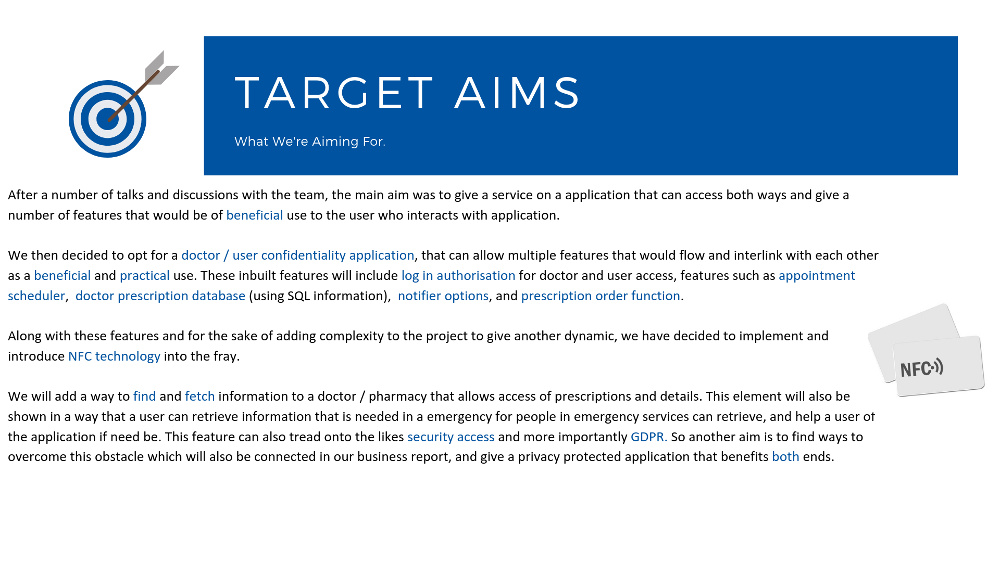 TARGET AIMS
What We're Aiming For.
After a number of talks and discussions with the team, the main aim was to give a service on a application that can access both ways and give a
number of features that would be of beneficial use to the user who interacts with application.
We then decided to opt for a doctor / user confidentiality application, that can allow multiple features that would flow and interlink with each other
as a beneficial and practical use. These inbuilt features will include log in authorisation for doctor and user access, features such as appointment
scheduler,  doctor prescription database (using SQL information),  notifier options, and prescription order function.
Along with these features and for the sake of adding complexity to the project to give another dynamic, we have decided to implement and
introduce NFC technology into the fray.
NFC
We will add a way to find and fetch information to a doctor / pharmacy that allows access of prescriptions and details. This element will also be
shown in a way that a user can retrieve information that is needed in a emergency for people in emergency services can retrieve, and help a user of
the application if need be. This feature can also tread onto the likes security access and more importantly GDPR. So another aim is to find ways to
overcome this obstacle which will also be connected in our business report, and give a privacy protected application that benefits both ends.